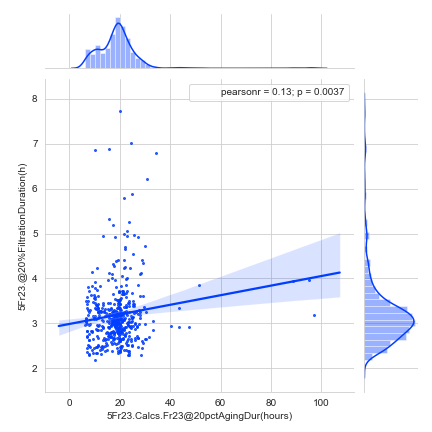 pearsonr = 0.13; p = 0.0037
8
7
6
5
4
3
2
5Fr23.@20%FiltrationDuration(h)
0 20 40 60 80 100
5Fr23.Calcs.Fr23@20pctAgingDur(hours)